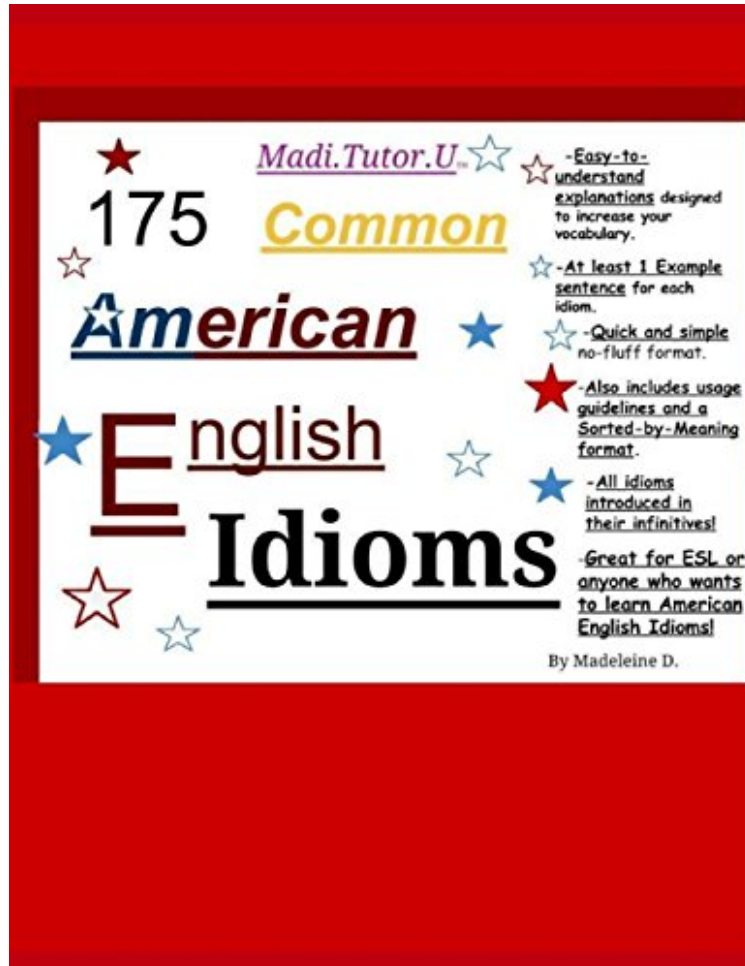 Madi.Tutor.U™
175
Common
American
English
Idioms
-Easy-to-
understand
explanations designed
to increase your
vocabulary.
-At least 1 Example
sentence for each
idiom.
-Quick and simple
no-fluff format.
-Also includes usage
guidelines and a
Sorted-by-Meaning
format.
-All idioms
introduced in
their infinitives!
-Great for ESL or
anyone who wants
to learn American
English Idioms!
By Madeleine D.